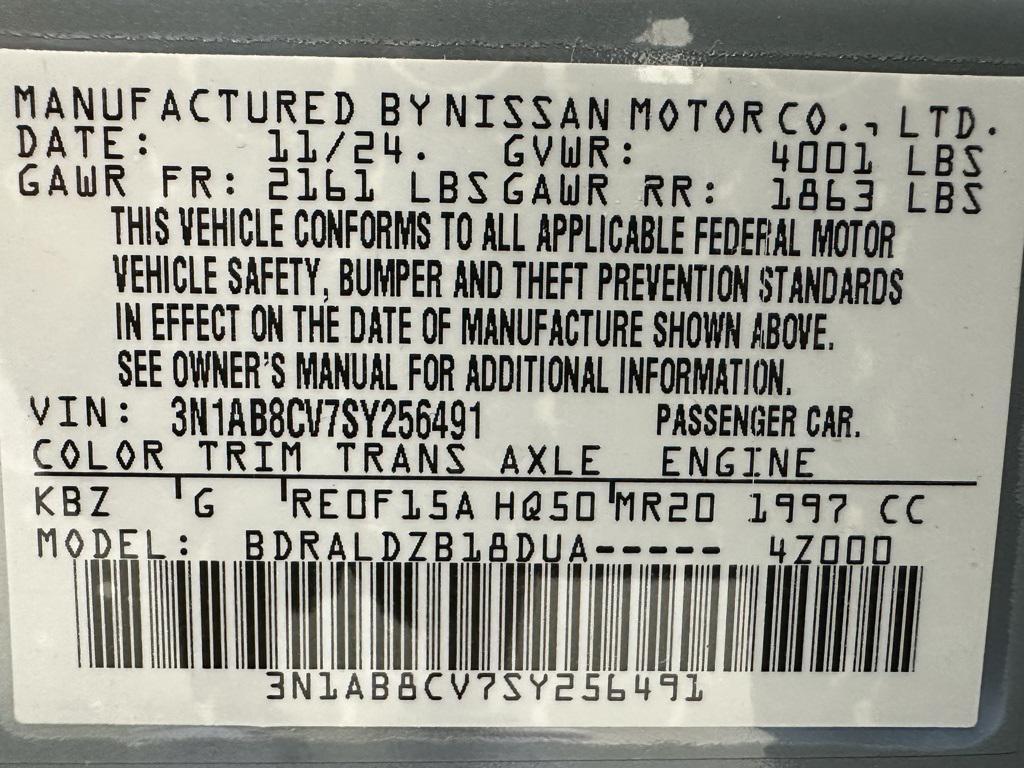 MANUFACTURED BY NISSAN MOTOR CO., LTD.
DATE: 11/24. GVWR: 4001 LBS
GAWR FR: 2161 LBS GAWR RR: 1863 LBS
THIS VEHICLE CONFORMS TO ALL APPLICABLE FEDERAL MOTOR
VEHICLE SAFETY, BUMPER AND THEFT PREVENTION STANDARDS
IN EFFECT ON THE DATE OF MANUFACTURE SHOWN ABOVE.
SEE OWNER'S MANUAL FOR ADDITIONAL INFORMATION.
VIN: 3N1AB8CV7SY256491 PASSENGER CAR.
COLOR TRIM TRANS AXLE ENGINE
KBZ G RE0F15A HQ50 MR20 1997 CC
MODEL: BDRALDZB18DUA----- 4Z000
3N1AB8CV7SY256491